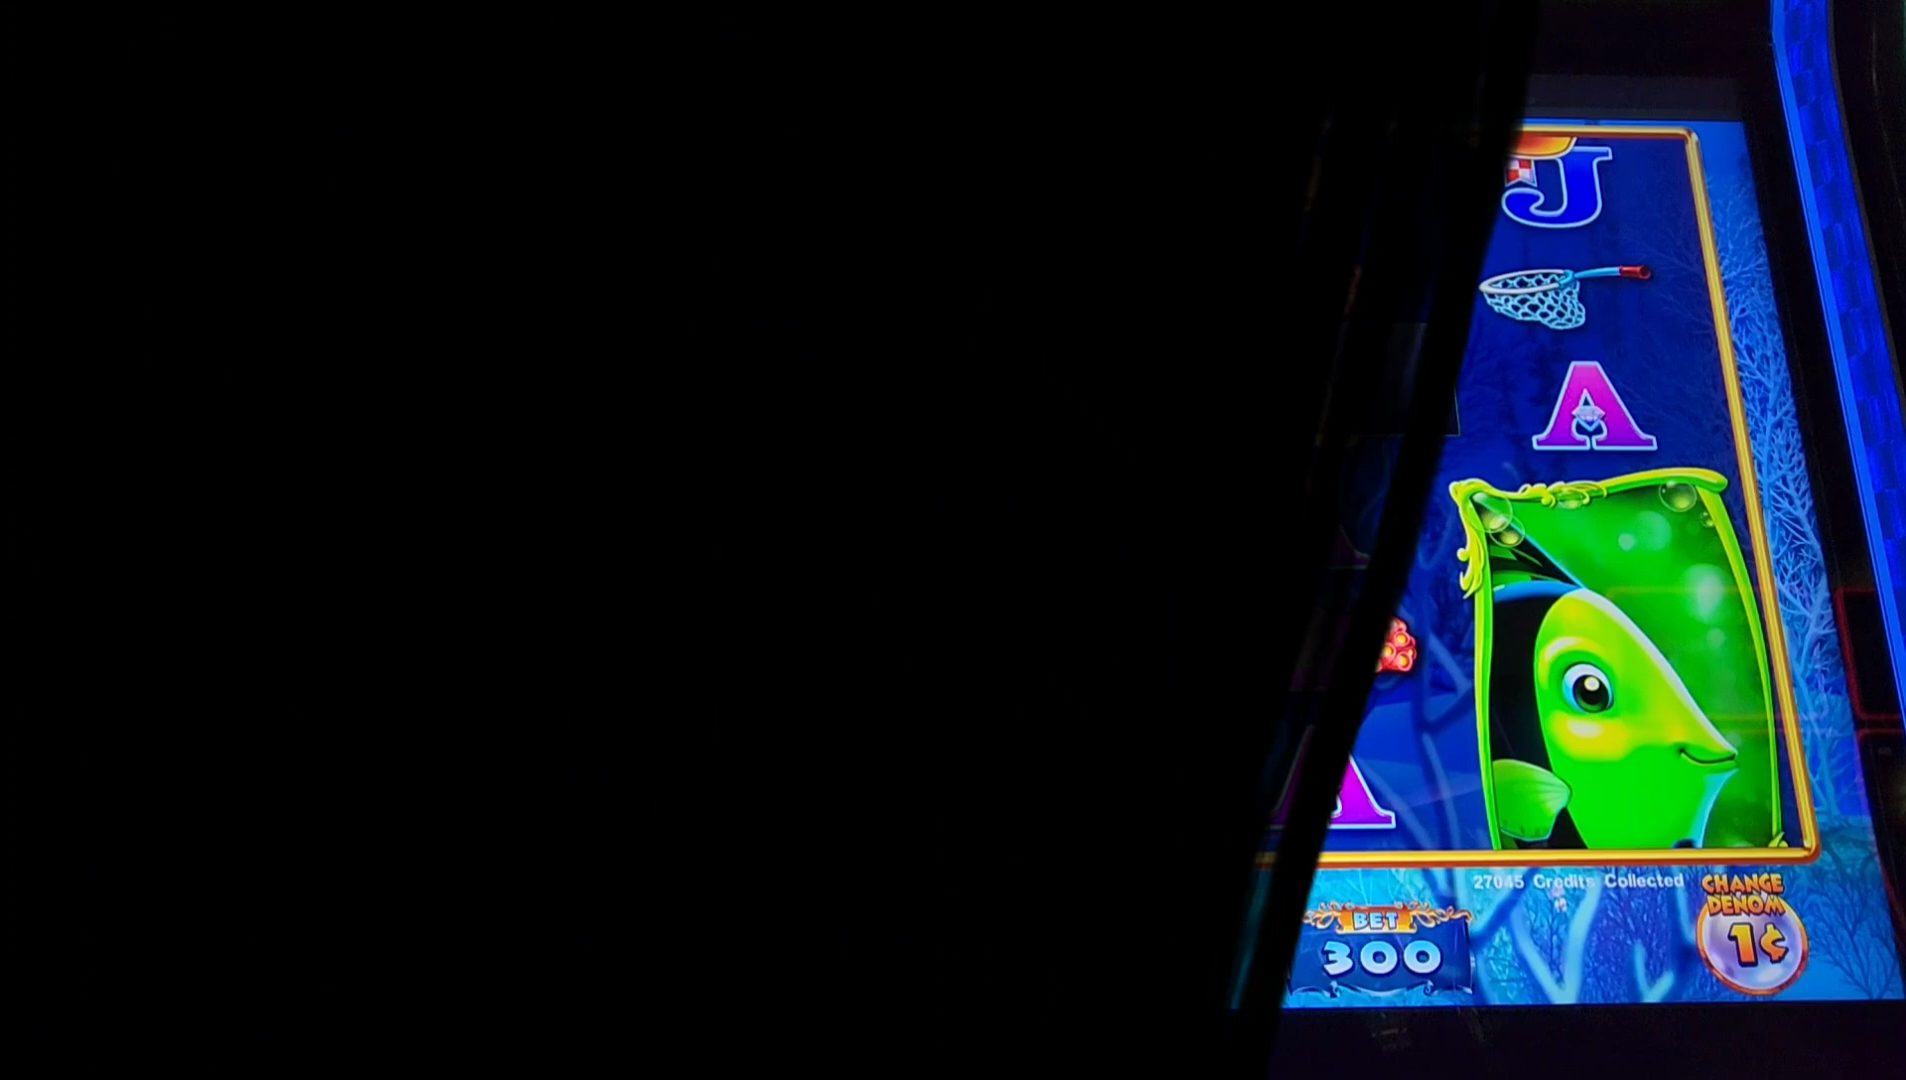 J
A
A
27045 Credits Collected
CHANGE
DENOM
1¢
BET
300